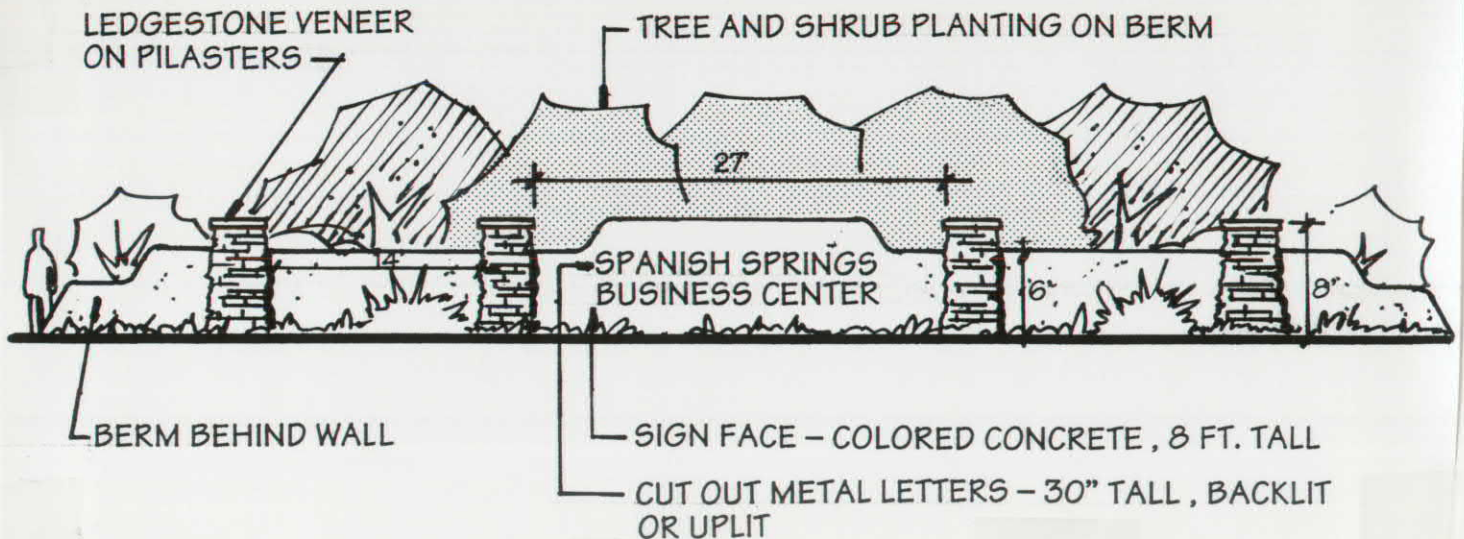 LEDGESTONE VENEER
ON PILASTERS
TREE AND SHRUB PLANTING ON BERM
27'
14'
SPANISH SPRINGS
BUSINESS CENTER
6'
8'
BERM BEHIND WALL
SIGN FACE – COLORED CONCRETE , 8 FT. TALL
CUT OUT METAL LETTERS – 30" TALL , BACKLIT
OR UPLIT